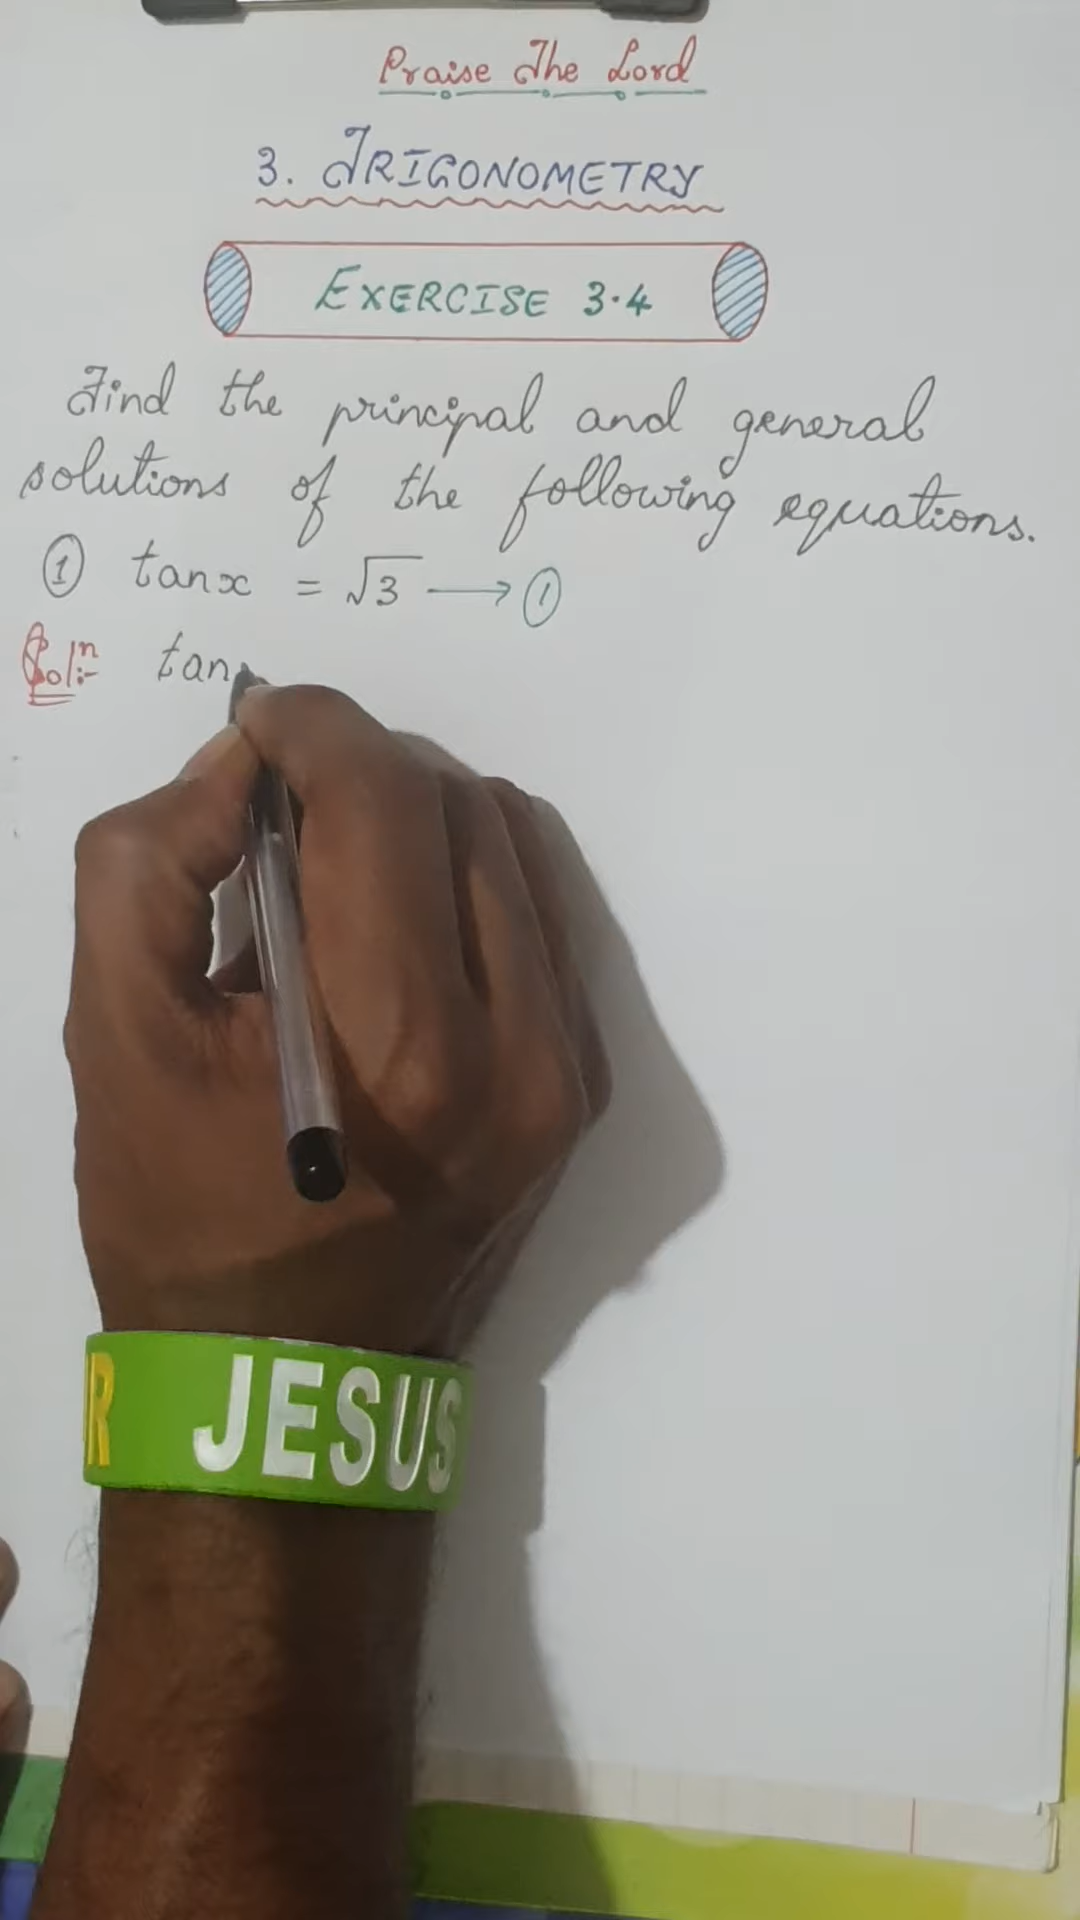 Praise The Lord
3. TRIGONOMETRY
EXERCISE 3.4
Find the principal and general
solutions of the following equations.
① tanx = √3 ⟶ ①
Solⁿ:- tan
R JESUS